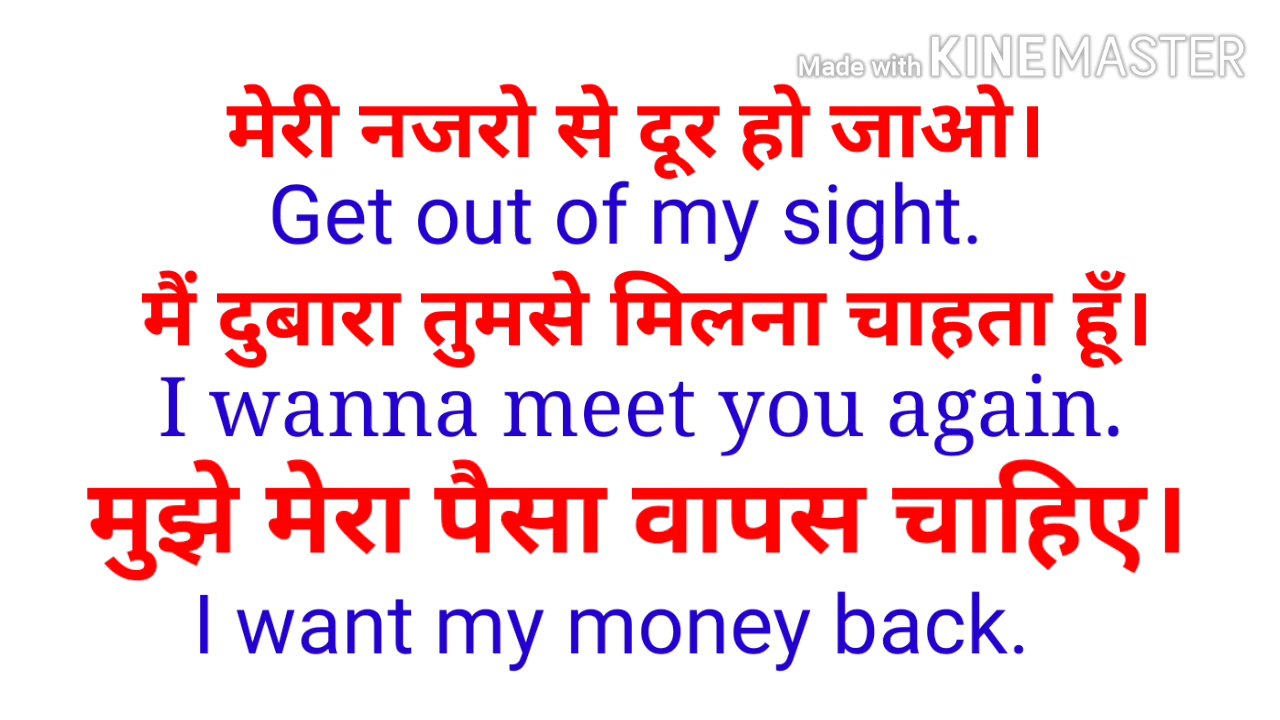 Made with KINEMASTER
मेरी नजरो से दूर हो जाओ।
Get out of my sight.
मैं दुबारा तुमसे मिलना चाहता हूँ।
I wanna meet you again.
मुझे मेरा पैसा वापस चाहिए।
I want my money back.